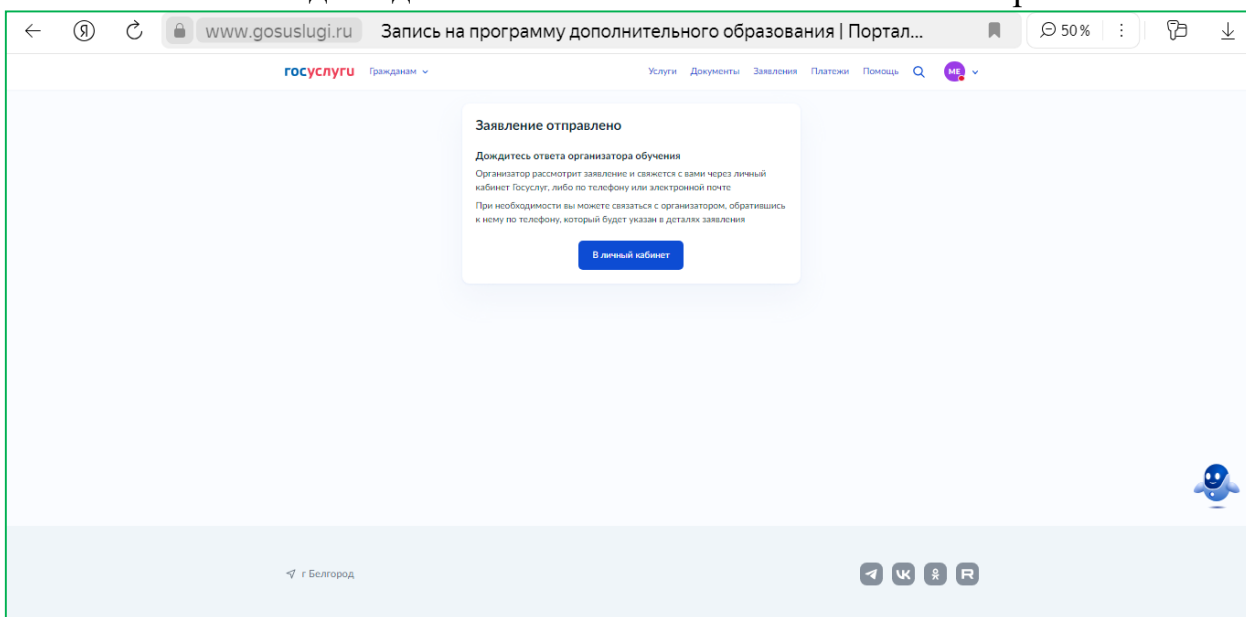 www.gosuslugi.ru Запись на программу дополнительного образования | Портал... 50 %
госуслуги Гражданам Услуги Документы Заявления Платежи Помощь МЕ
Заявление отправлено
Дождитесь ответа организатора обучения
Организатор рассмотрит заявление и свяжется с вами через личный
кабинет Госуслуг, либо по телефону или электронной почте
При необходимости вы можете связаться с организатором, обратившись
к нему по телефону, который будет указан в деталях заявления
В личный кабинет
г Белгород